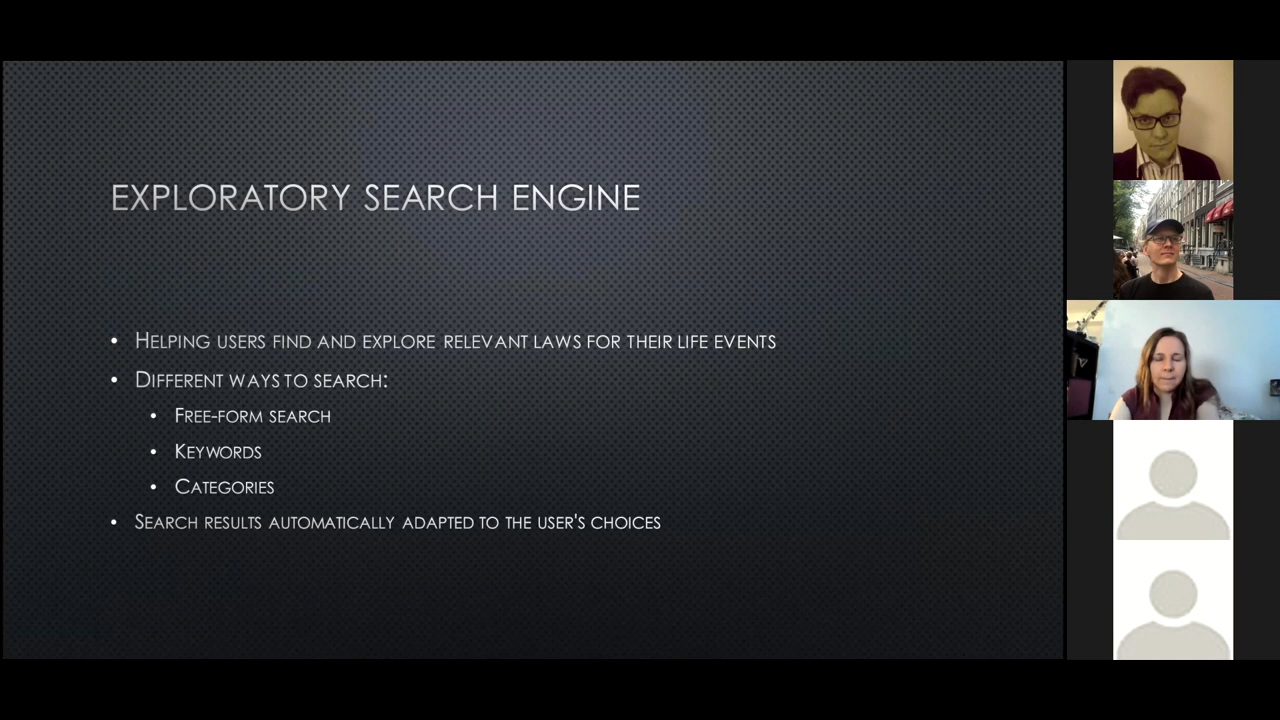 EXPLORATORY SEARCH ENGINE
• HELPING USERS FIND AND EXPLORE RELEVANT LAWS FOR THEIR LIFE EVENTS
• DIFFERENT WAYS TO SEARCH:
• FREE-FORM SEARCH
• KEYWORDS
• CATEGORIES
• SEARCH RESULTS AUTOMATICALLY ADAPTED TO THE USER'S CHOICES